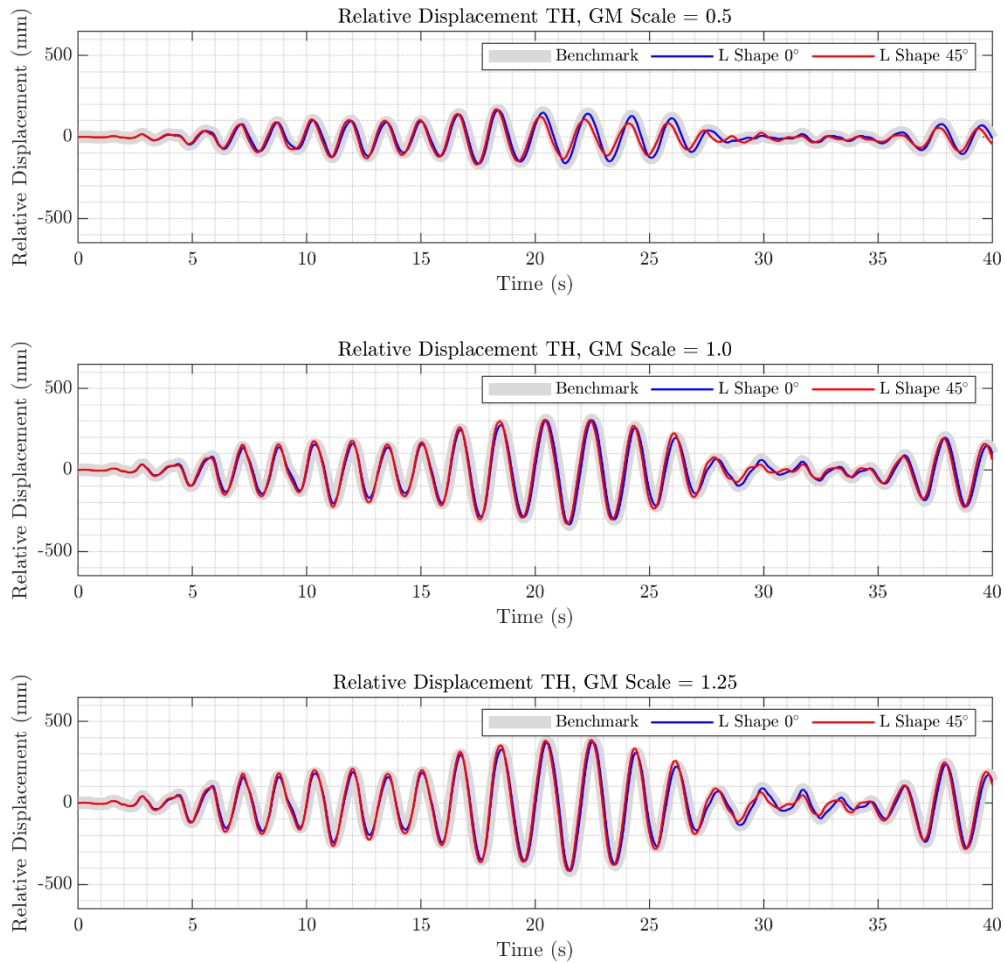 Relative Displacement TH, GM Scale = 0.5
Relative Displacement (mm)
500
0
-500
Benchmark L Shape 0° L Shape 45°
0 5 10 15 20 25 30 35 40
Time (s)
Relative Displacement TH, GM Scale = 1.0
Relative Displacement (mm)
500
0
-500
Benchmark L Shape 0° L Shape 45°
0 5 10 15 20 25 30 35 40
Time (s)
Relative Displacement TH, GM Scale = 1.25
Relative Displacement (mm)
500
0
-500
Benchmark L Shape 0° L Shape 45°
0 5 10 15 20 25 30 35 40
Time (s)